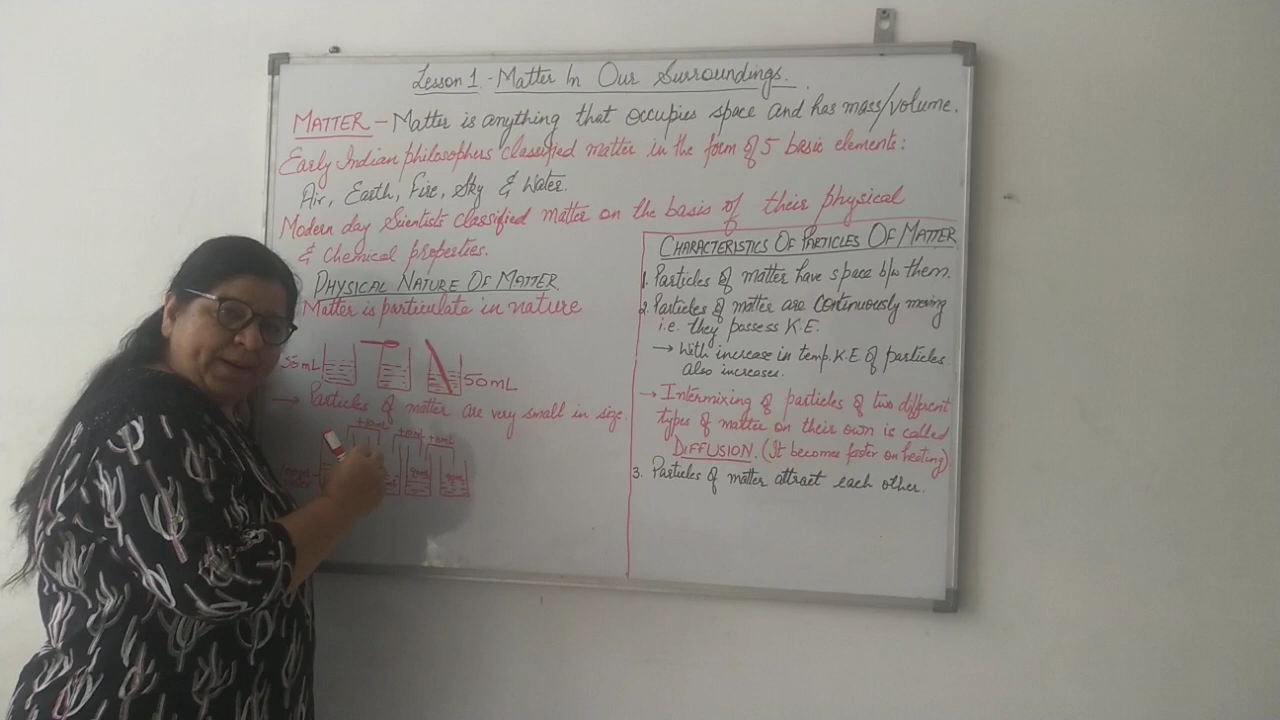 Lesson 1.- Matter In Our Surroundings.
MATTER - Matter is anything that occupies space and has mass/volume.
Early Indian philosophers classified matter in the form of 5 basic elements:
Air, Earth, Fire, Sky & Water.
Modern day Scientists classified matter on the basis of their physical
& chemical properties.
PHYSICAL NATURE OF MATTER
Matter is particulate in nature
50mL
50mL
→ Particles of matter are very small in size.
CHARACTERISTICS OF PARTICLES OF MATTER
1. Particles of matter have space b/w them.
2. Particles of matter are continuously moving
i.e. they possess K.E.
→ With increase in temp. K.E of particles
also increases.
→ Intermixing of particles of two different
types of matter on their own is called
DIFFUSION. (It becomes faster on heating)
3. Particles of matter attract each other.